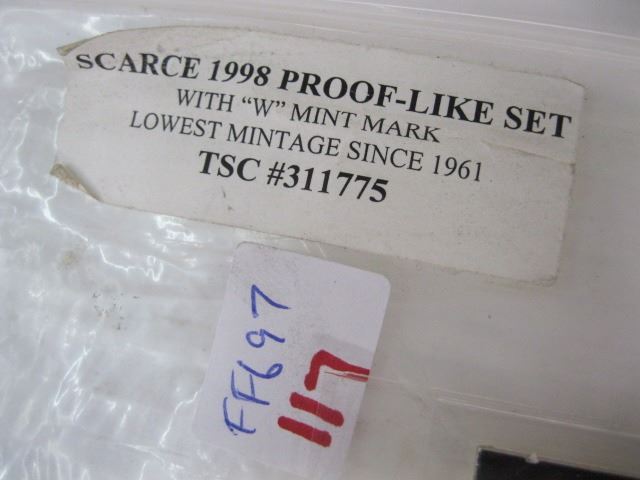 SCARCE 1998 PROOF-LIKE SET
WITH “W” MINT MARK
LOWEST MINTAGE SINCE 1961
TSC #311775
FF697
117